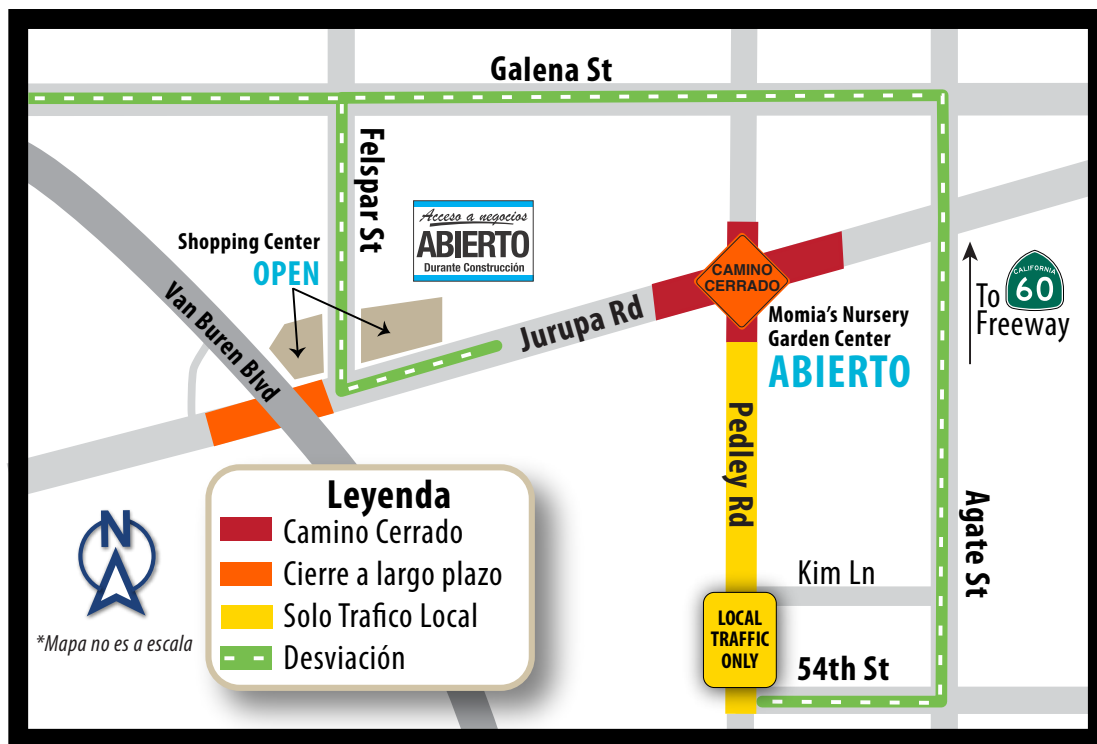 Galena St
Felspar St
Acceso a negocios
ABIERTO
Durante Construcción
Shopping Center
OPEN
Van Buren Blvd
Jurupa Rd
CAMINO
CERRADO
CALIFORNIA
60
To
Freeway
Momia's Nursery
Garden Center
ABIERTO
Pedley Rd
Agate St
Leyenda
Camino Cerrado
Cierre a largo plazo
Solo Trafico Local
Desviación
N
*Mapa no es a escala
Kim Ln
LOCAL
TRAFFIC
ONLY
54th St